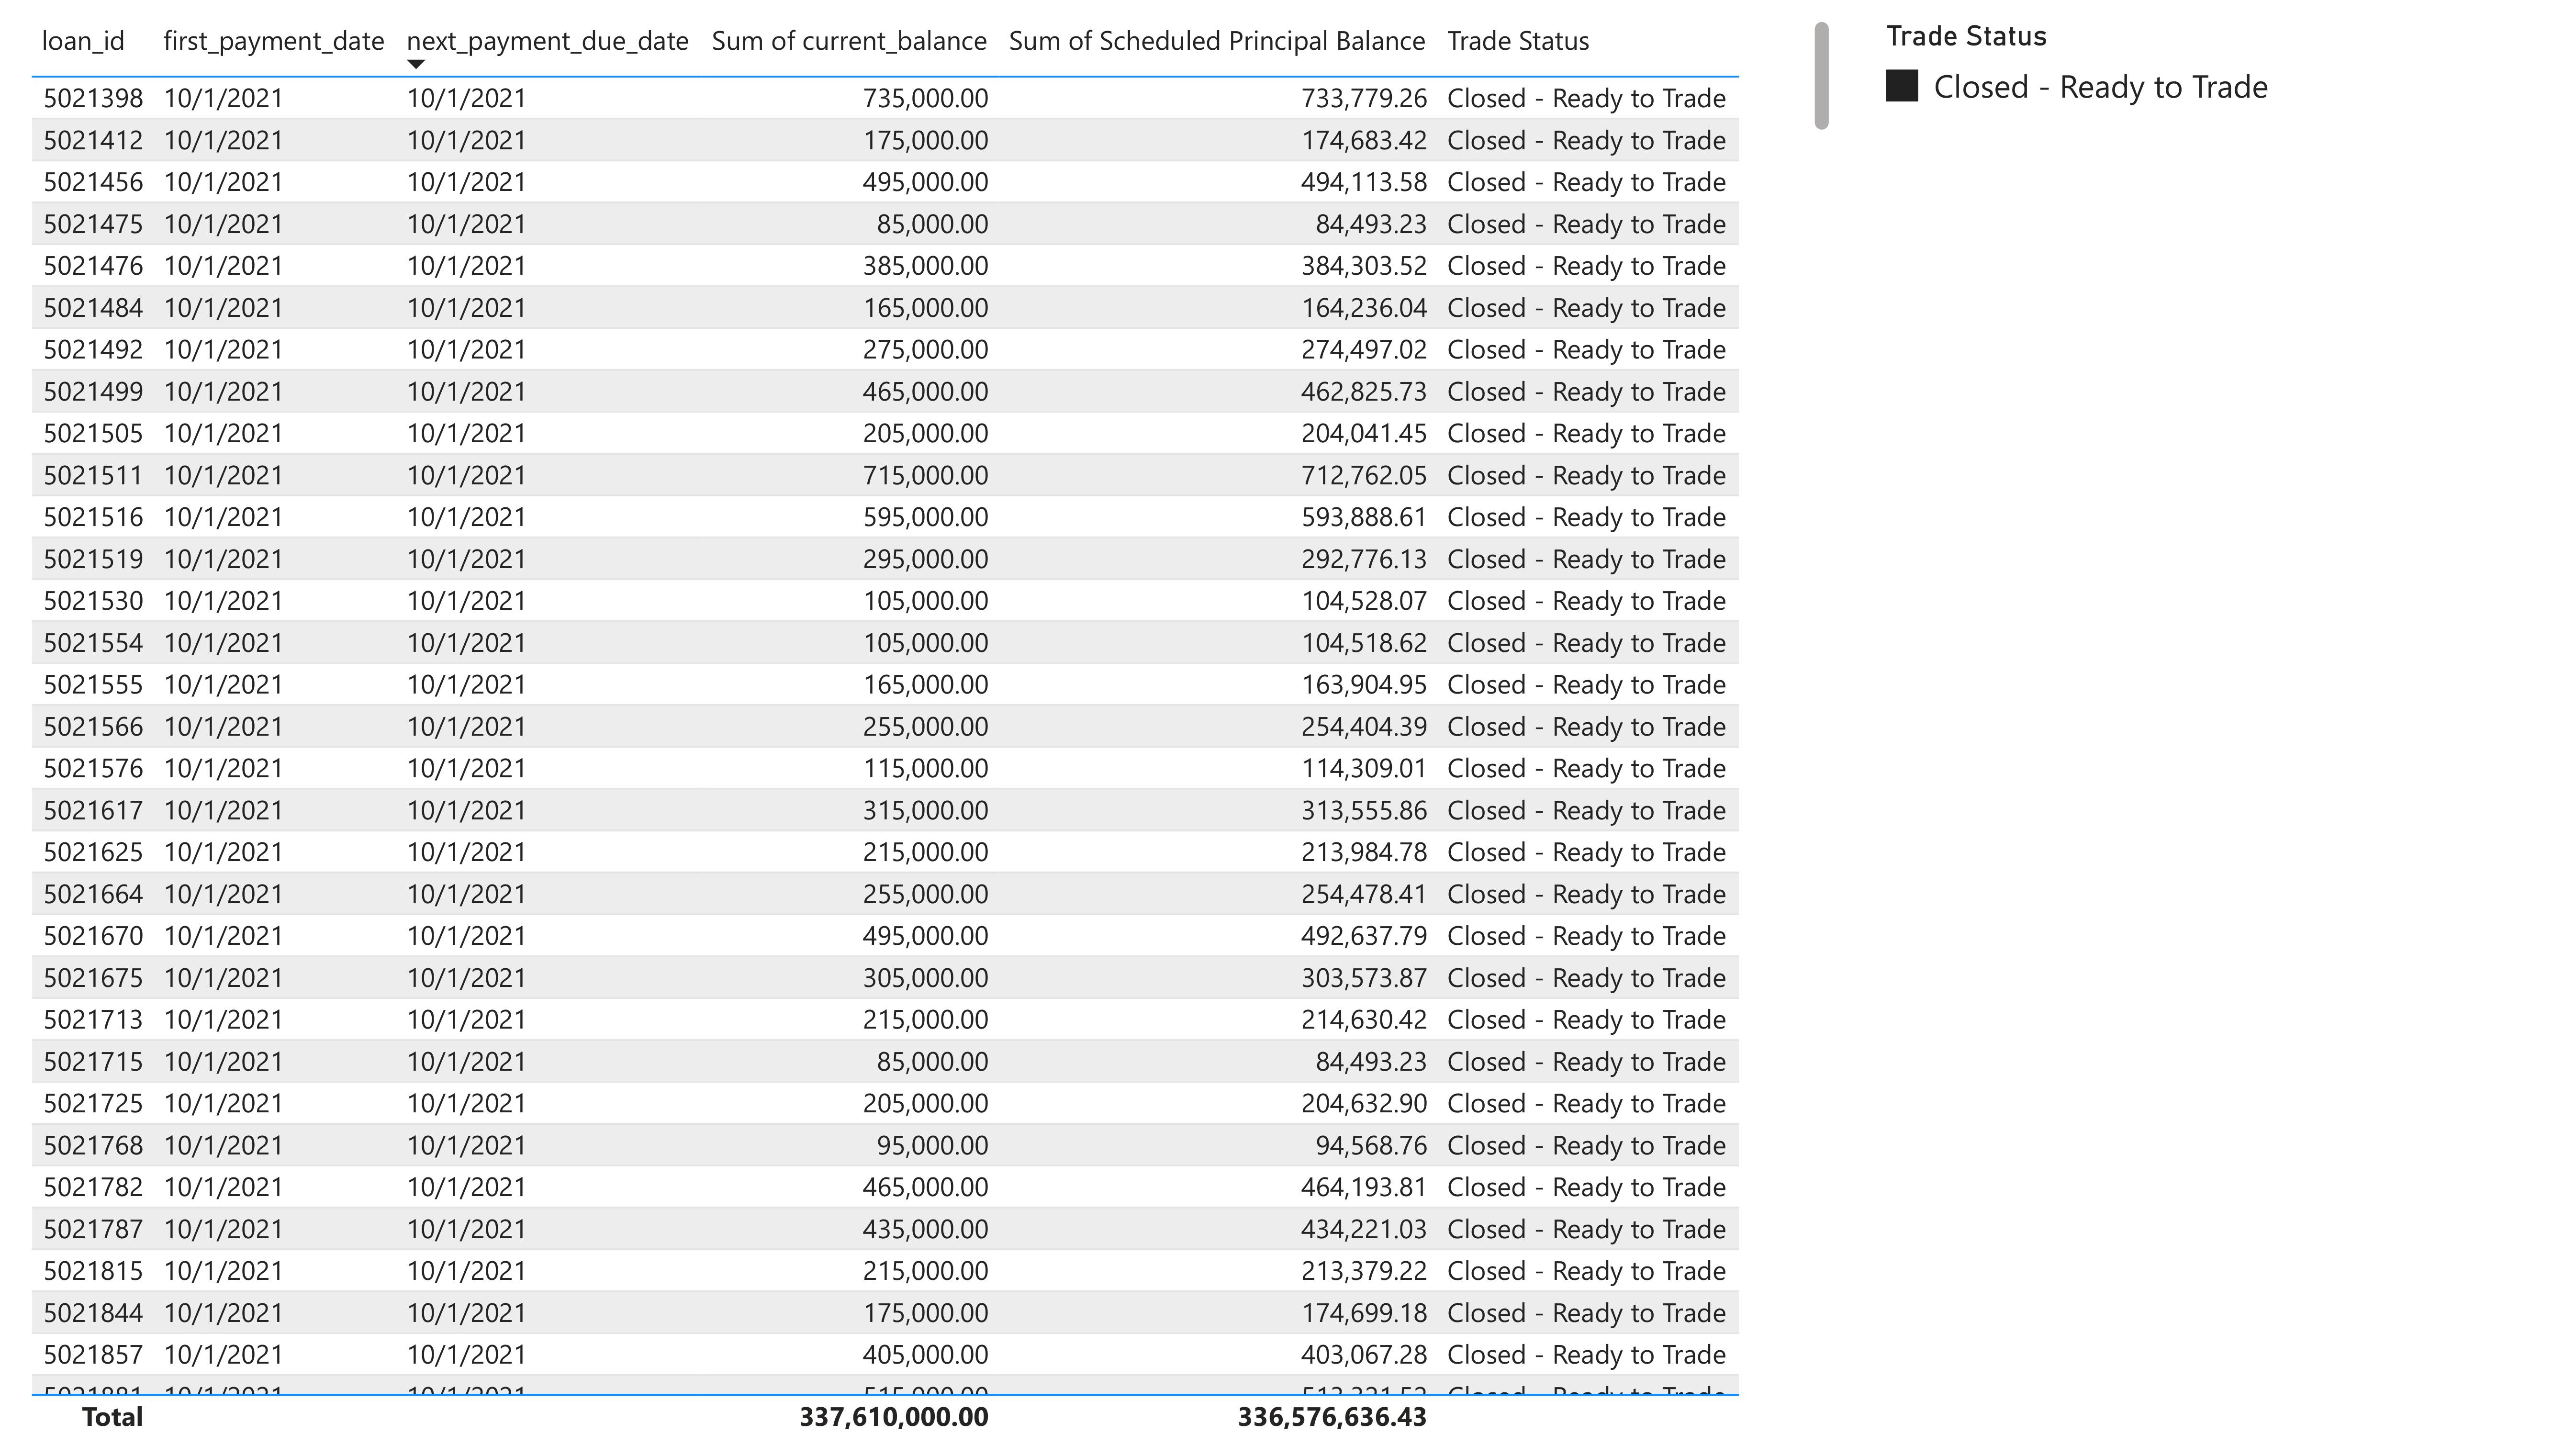 loan_id first_payment_date next_payment_due_date Sum of current_balance Sum of Scheduled Principal Balance Trade Status
5021398 10/1/2021 10/1/2021 735,000.00 733,779.26 Closed - Ready to Trade
5021412 10/1/2021 10/1/2021 175,000.00 174,683.42 Closed - Ready to Trade
5021456 10/1/2021 10/1/2021 495,000.00 494,113.58 Closed - Ready to Trade
5021475 10/1/2021 10/1/2021 85,000.00 84,493.23 Closed - Ready to Trade
5021476 10/1/2021 10/1/2021 385,000.00 384,303.52 Closed - Ready to Trade
5021484 10/1/2021 10/1/2021 165,000.00 164,236.04 Closed - Ready to Trade
5021492 10/1/2021 10/1/2021 275,000.00 274,497.02 Closed - Ready to Trade
5021499 10/1/2021 10/1/2021 465,000.00 462,825.73 Closed - Ready to Trade
5021505 10/1/2021 10/1/2021 205,000.00 204,041.45 Closed - Ready to Trade
5021511 10/1/2021 10/1/2021 715,000.00 712,762.05 Closed - Ready to Trade
5021516 10/1/2021 10/1/2021 595,000.00 593,888.61 Closed - Ready to Trade
5021519 10/1/2021 10/1/2021 295,000.00 292,776.13 Closed - Ready to Trade
5021530 10/1/2021 10/1/2021 105,000.00 104,528.07 Closed - Ready to Trade
5021554 10/1/2021 10/1/2021 105,000.00 104,518.62 Closed - Ready to Trade
5021555 10/1/2021 10/1/2021 165,000.00 163,904.95 Closed - Ready to Trade
5021566 10/1/2021 10/1/2021 255,000.00 254,404.39 Closed - Ready to Trade
5021576 10/1/2021 10/1/2021 115,000.00 114,309.01 Closed - Ready to Trade
5021617 10/1/2021 10/1/2021 315,000.00 313,555.86 Closed - Ready to Trade
5021625 10/1/2021 10/1/2021 215,000.00 213,984.78 Closed - Ready to Trade
5021664 10/1/2021 10/1/2021 255,000.00 254,478.41 Closed - Ready to Trade
5021670 10/1/2021 10/1/2021 495,000.00 492,637.79 Closed - Ready to Trade
5021675 10/1/2021 10/1/2021 305,000.00 303,573.87 Closed - Ready to Trade
5021713 10/1/2021 10/1/2021 215,000.00 214,630.42 Closed - Ready to Trade
5021715 10/1/2021 10/1/2021 85,000.00 84,493.23 Closed - Ready to Trade
5021725 10/1/2021 10/1/2021 205,000.00 204,632.90 Closed - Ready to Trade
5021768 10/1/2021 10/1/2021 95,000.00 94,568.76 Closed - Ready to Trade
5021782 10/1/2021 10/1/2021 465,000.00 464,193.81 Closed - Ready to Trade
5021787 10/1/2021 10/1/2021 435,000.00 434,221.03 Closed - Ready to Trade
5021815 10/1/2021 10/1/2021 215,000.00 213,379.22 Closed - Ready to Trade
5021844 10/1/2021 10/1/2021 175,000.00 174,699.18 Closed - Ready to Trade
5021857 10/1/2021 10/1/2021 405,000.00 403,067.28 Closed - Ready to Trade
10/1/2021 10/1/2021 Closed - Ready to Trade
Total 337,610,000.00 336,576,636.43
Trade Status
Closed - Ready to Trade